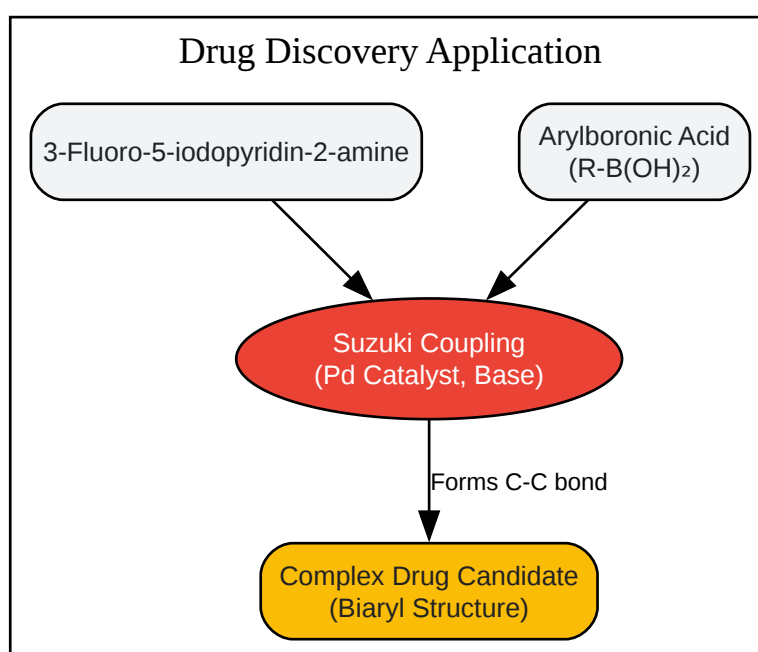 Drug Discovery Application
3-Fluoro-5-iodopyridin-2-amine
Arylboronic Acid
(R-B(OH)₂)
Suzuki Coupling
(Pd Catalyst, Base)
Forms C-C bond
Complex Drug Candidate
(Biaryl Structure)